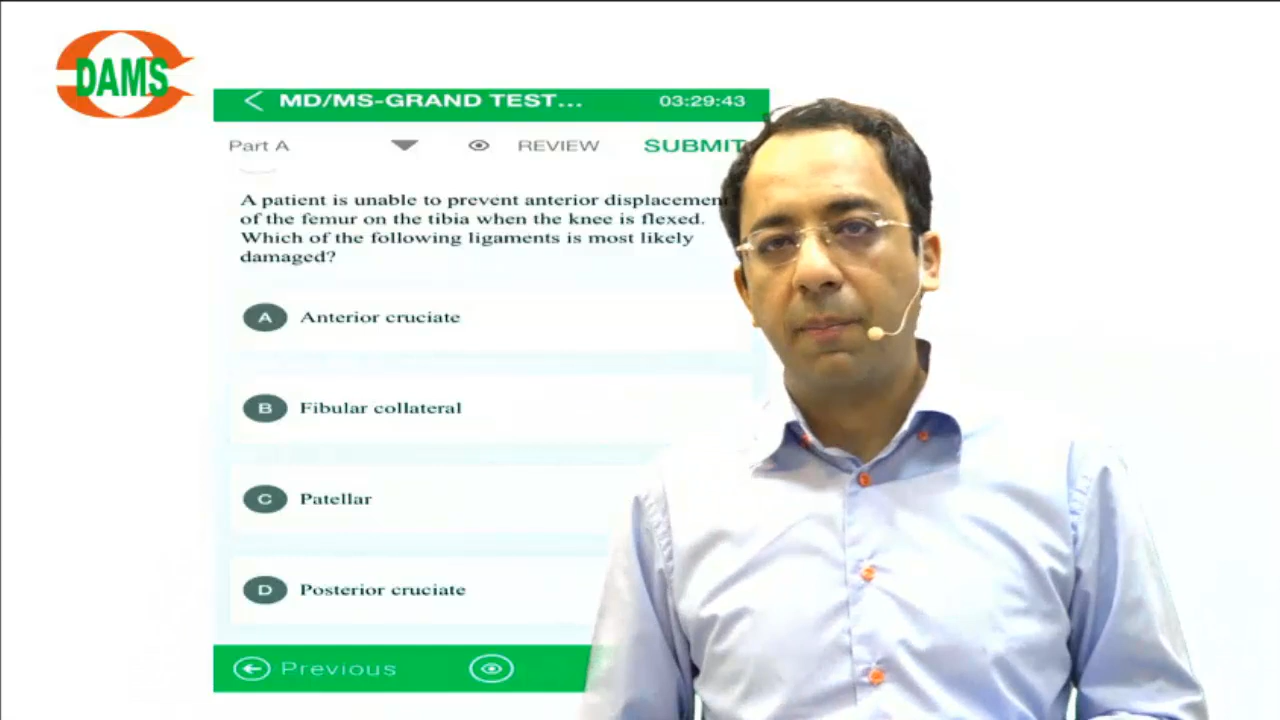 DAMS
MD/MS-GRAND TEST... 03:29:43
Part A REVIEW SUBMIT
A patient is unable to prevent anterior displacemen
of the femur on the tibia when the knee is flexed.
Which of the following ligaments is most likely
damaged?
A Anterior cruciate
B Fibular collateral
C Patellar
D Posterior cruciate
Previous